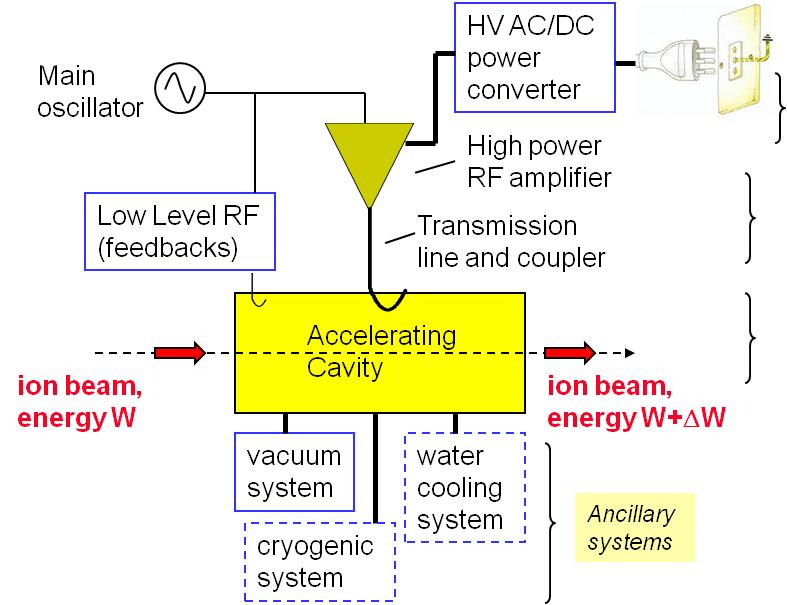 HV AC/DC
power
converter
Main
oscillator
High power
RF amplifier
Low Level RF
(feedbacks)
Transmission
line and coupler
Accelerating
Cavity
ion beam,
energy W
ion beam,
energy W+ΔW
vacuum
system
water
cooling
system
cryogenic
system
Ancillary
systems